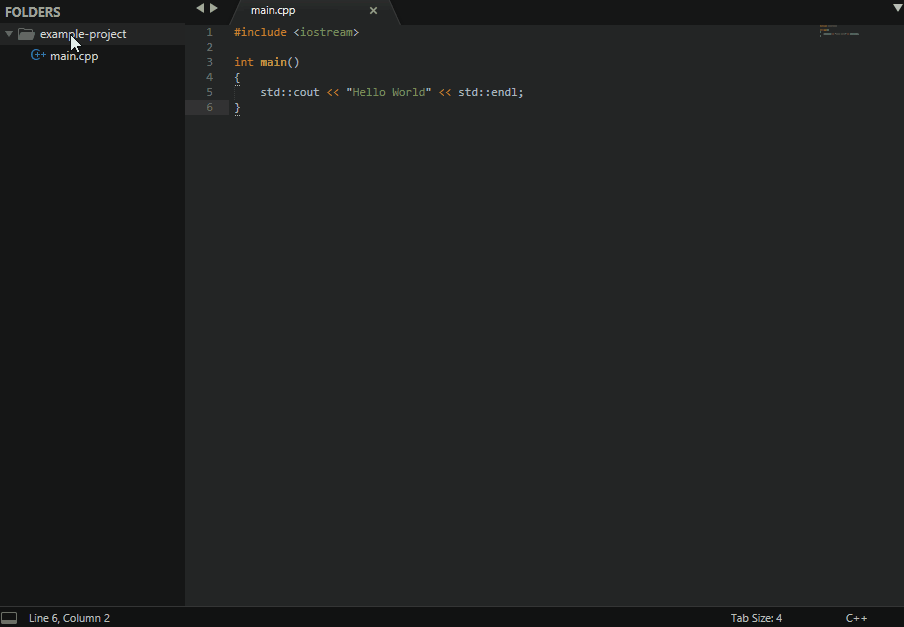 FOLDERS
example-project
main.cpp
main.cpp
1 #include <iostream>
2
3 int main()
4 {
5 std::cout << "Hello World" << std::endl;
6 }
Line 6, Column 2
Tab Size: 4
C++